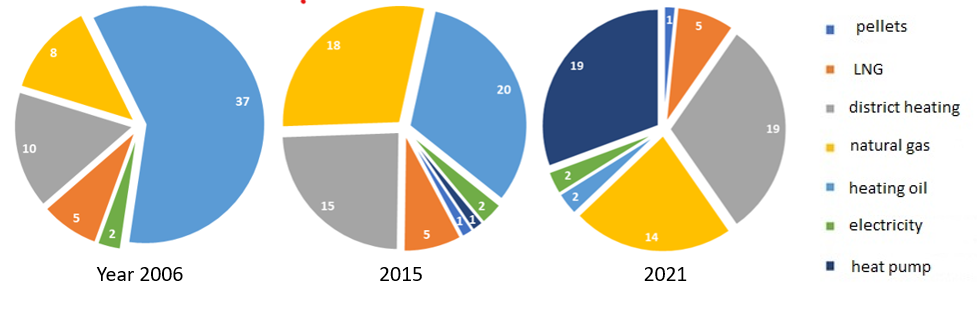 37
8
10
5
2
Year 2006
18
20
15
5
1
1
2
2015
1
5
19
19
2
2
14
2021
pellets
LNG
district heating
natural gas
heating oil
electricity
heat pump